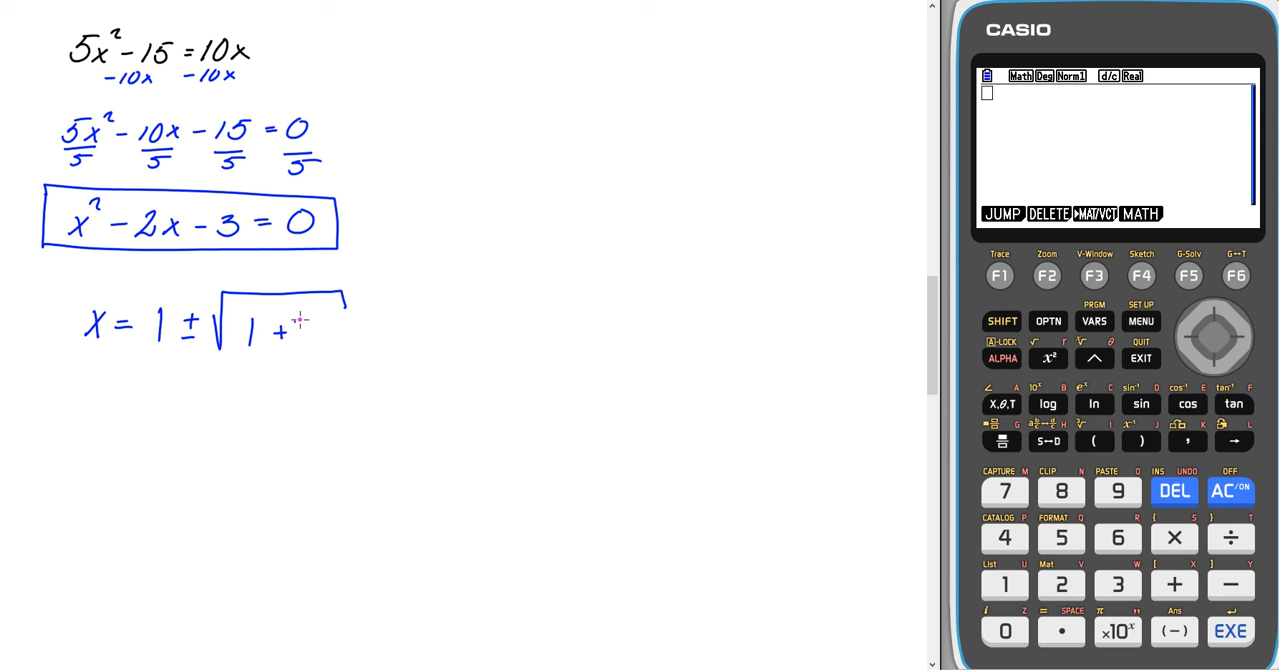 5x² - 15 = 10x
-10x -10x
5x² - 10x - 15 = 0
5 5 5 5
x² - 2x - 3 = 0
x = 1 ± √1 +
CASIO
Math Deg Norm1 d/c Real
JUMP DELETE ▶MAT/VCT MATH
Trace Zoom V-Window Sketch G-Solv G↔T
F1 F2 F3 F4 F5 F6
PRGM SET UP
SHIFT OPTN VARS MENU
A-LOCK √ r ∛ θ QUIT
ALPHA x² ^ EXIT
∠ A 10ˣ B eˣ C sin⁻¹ D cos⁻¹ E tan⁻¹ F
X,θ,T log ln sin cos tan
G H I x⁻¹ J K L
S↔D ( ) , →
CAPTURE M CLIP N PASTE O INS UNDO OFF
7 8 9 DEL AC/ON
CATALOG P FORMAT Q R { S } T
4 5 6 × ÷
List U Mat V W [ X ] Y
1 2 3 + −
i Z = SPACE π " Ans ↵
0 • ×10ˣ (−) EXE